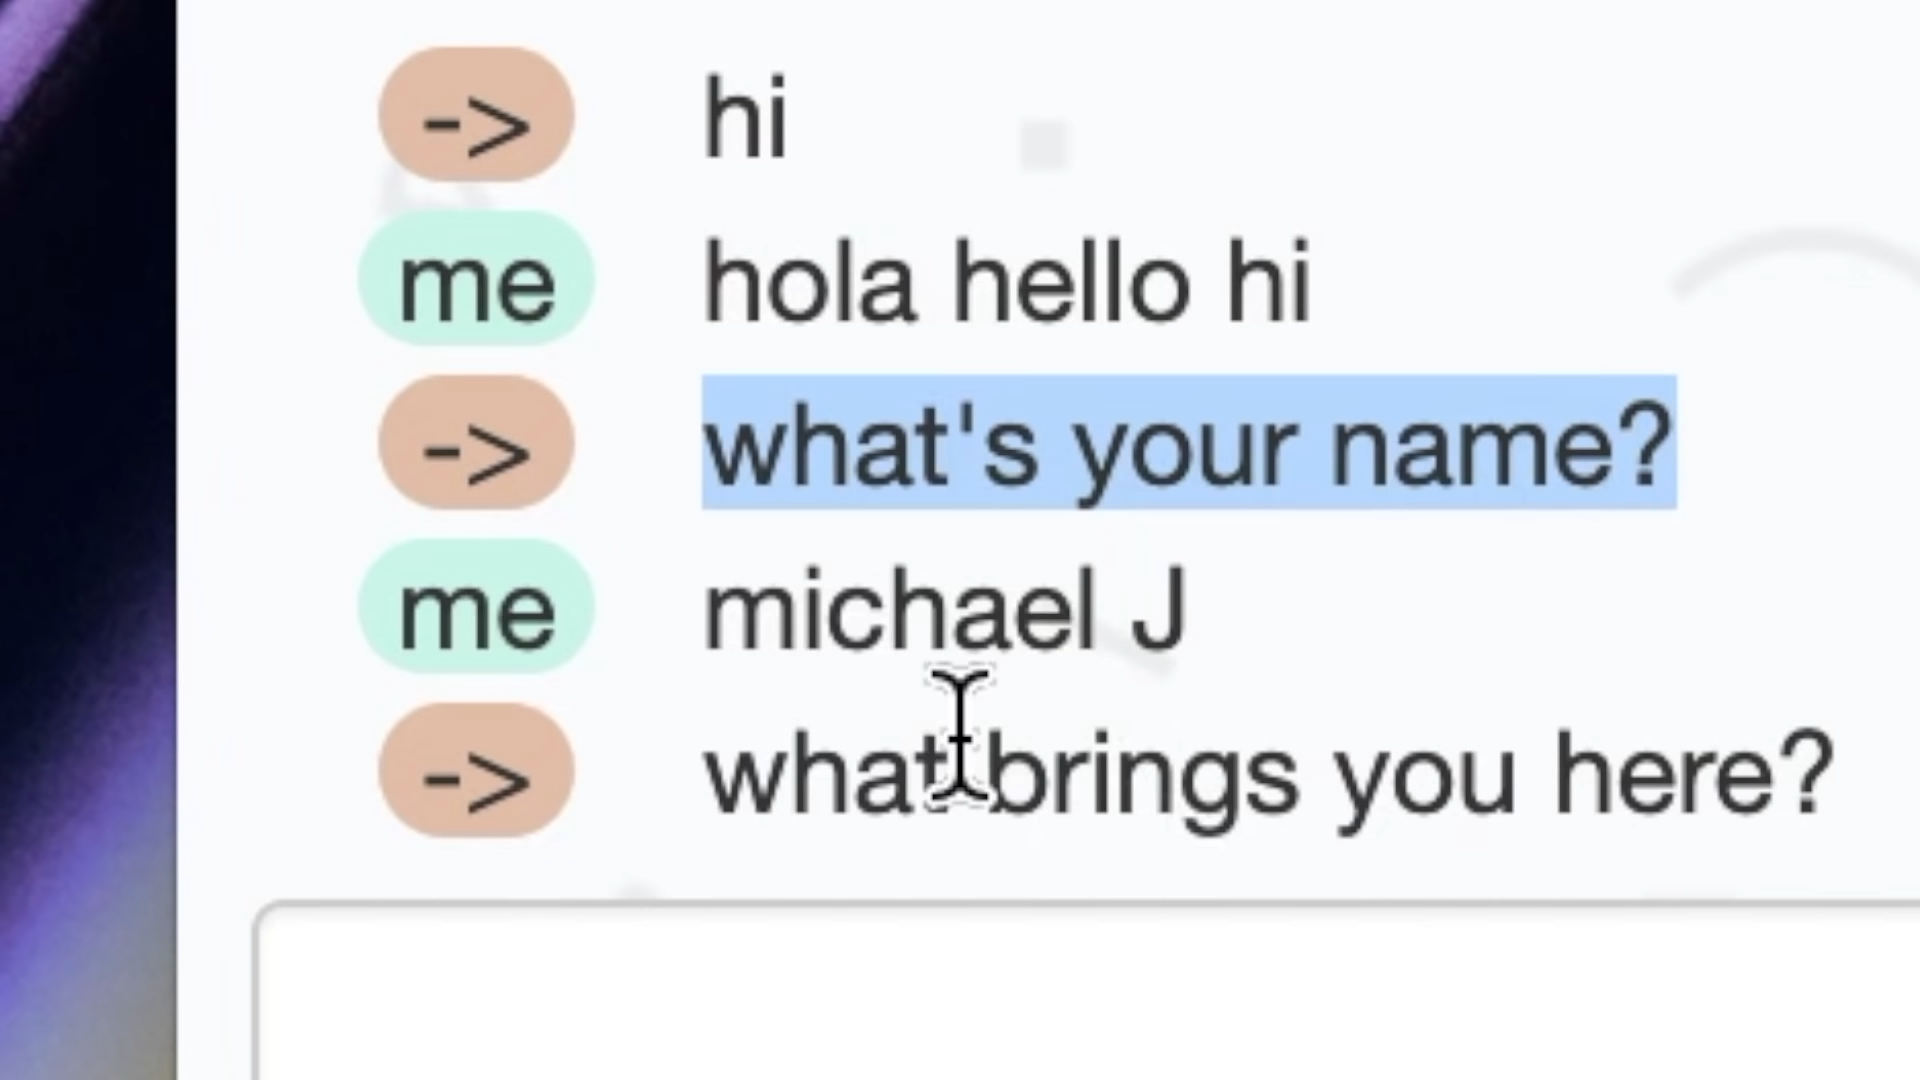 -> hi
me hola hello hi
-> what's your name?
me michael J
-> what brings you here?